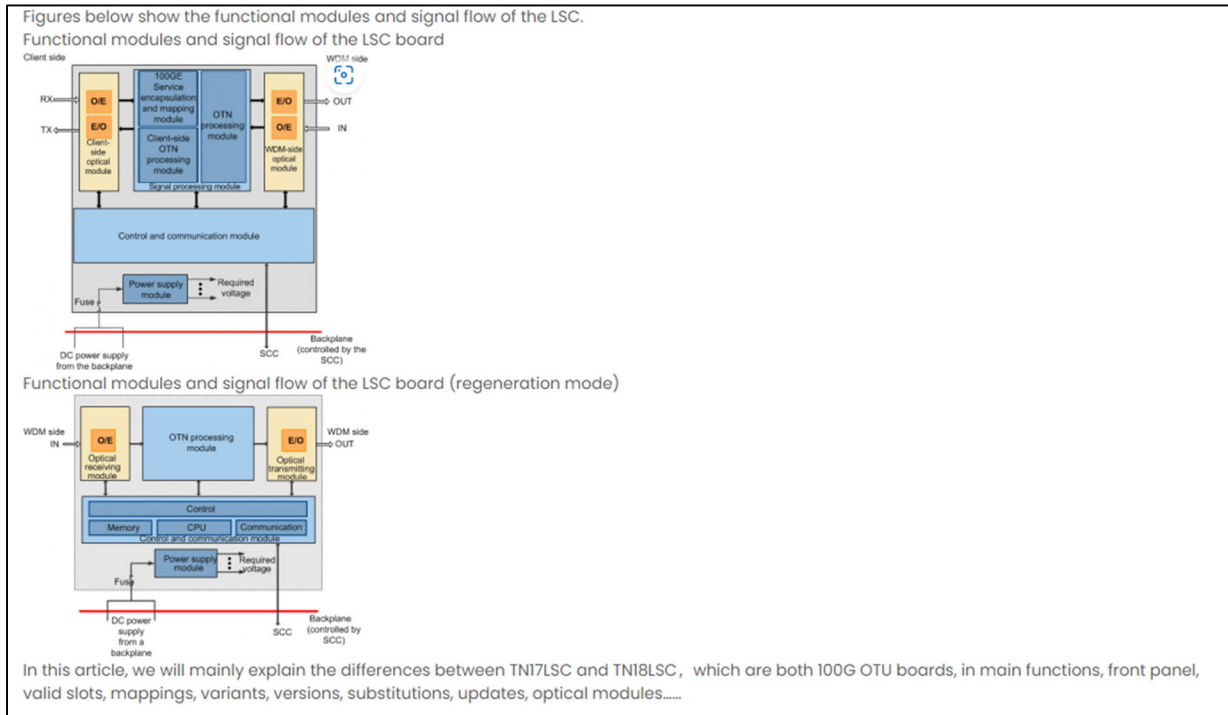 Figures below show the functional modules and signal flow of the LSC.
Functional modules and signal flow of the LSC board
Client side
WDM side
RX
TX
O/E
E/O
Client-
side
optical
module
100GE
Service
encapsulation
and mapping
module
Client-side
OTN
processing
module
OTN
processing
module
Signal processing module
E/O
O/E
WDM-side
optical
module
OUT
IN
Control and communication module
Power supply
module
Required
voltage
Fuse
DC power supply
from the backplane
SCC
Backplane
(controlled by the
SCC)
Functional modules and signal flow of the LSC board (regeneration mode)
WDM side
IN
O/E
Optical
receiving
module
OTN processing
module
E/O
Optical
transmitting
module
WDM side
OUT
Control
Memory
CPU
Communication
Control and communication module
Power supply
module
Required
voltage
Fuse
DC power
supply
from a
backplane
SCC
Backplane
(controlled by
SCC)
In this article, we will mainly explain the differences between TN17LSC and TN18LSC，which are both 100G OTU boards, in main functions, front panel,
valid slots, mappings, variants, versions, substitutions, updates, optical modules......